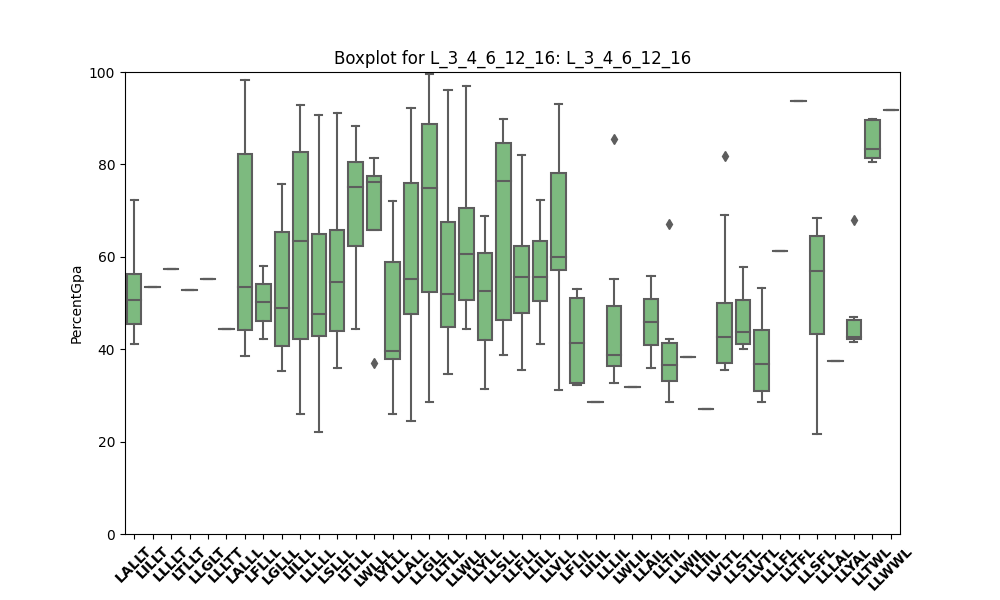 Boxplot for L_3_4_6_12_16: L_3_4_6_12_16
PercentGpa
100
80
60
40
20
0
LALLT
LILLT
LLLLT
LTLLT
LLGLT
LLLTT
LALLL
LFLLL
LGLLL
LILLL
LLLLL
LSLLL
LTLLL
LWLLL
LYLLL
LLALL
LLGLL
LLTLL
LLWLL
LLYLL
LLSLL
LLFLL
LLILL
LLVLL
LFLIL
LILIL
LLLIL
LWLIL
LLAIL
LLTIL
LLWIL
LLIIL
LVLTL
LLSTL
LLVTL
LLLFL
LLTFL
LLSFL
LLLAL
LLYAL
LLTWL
LLWWL